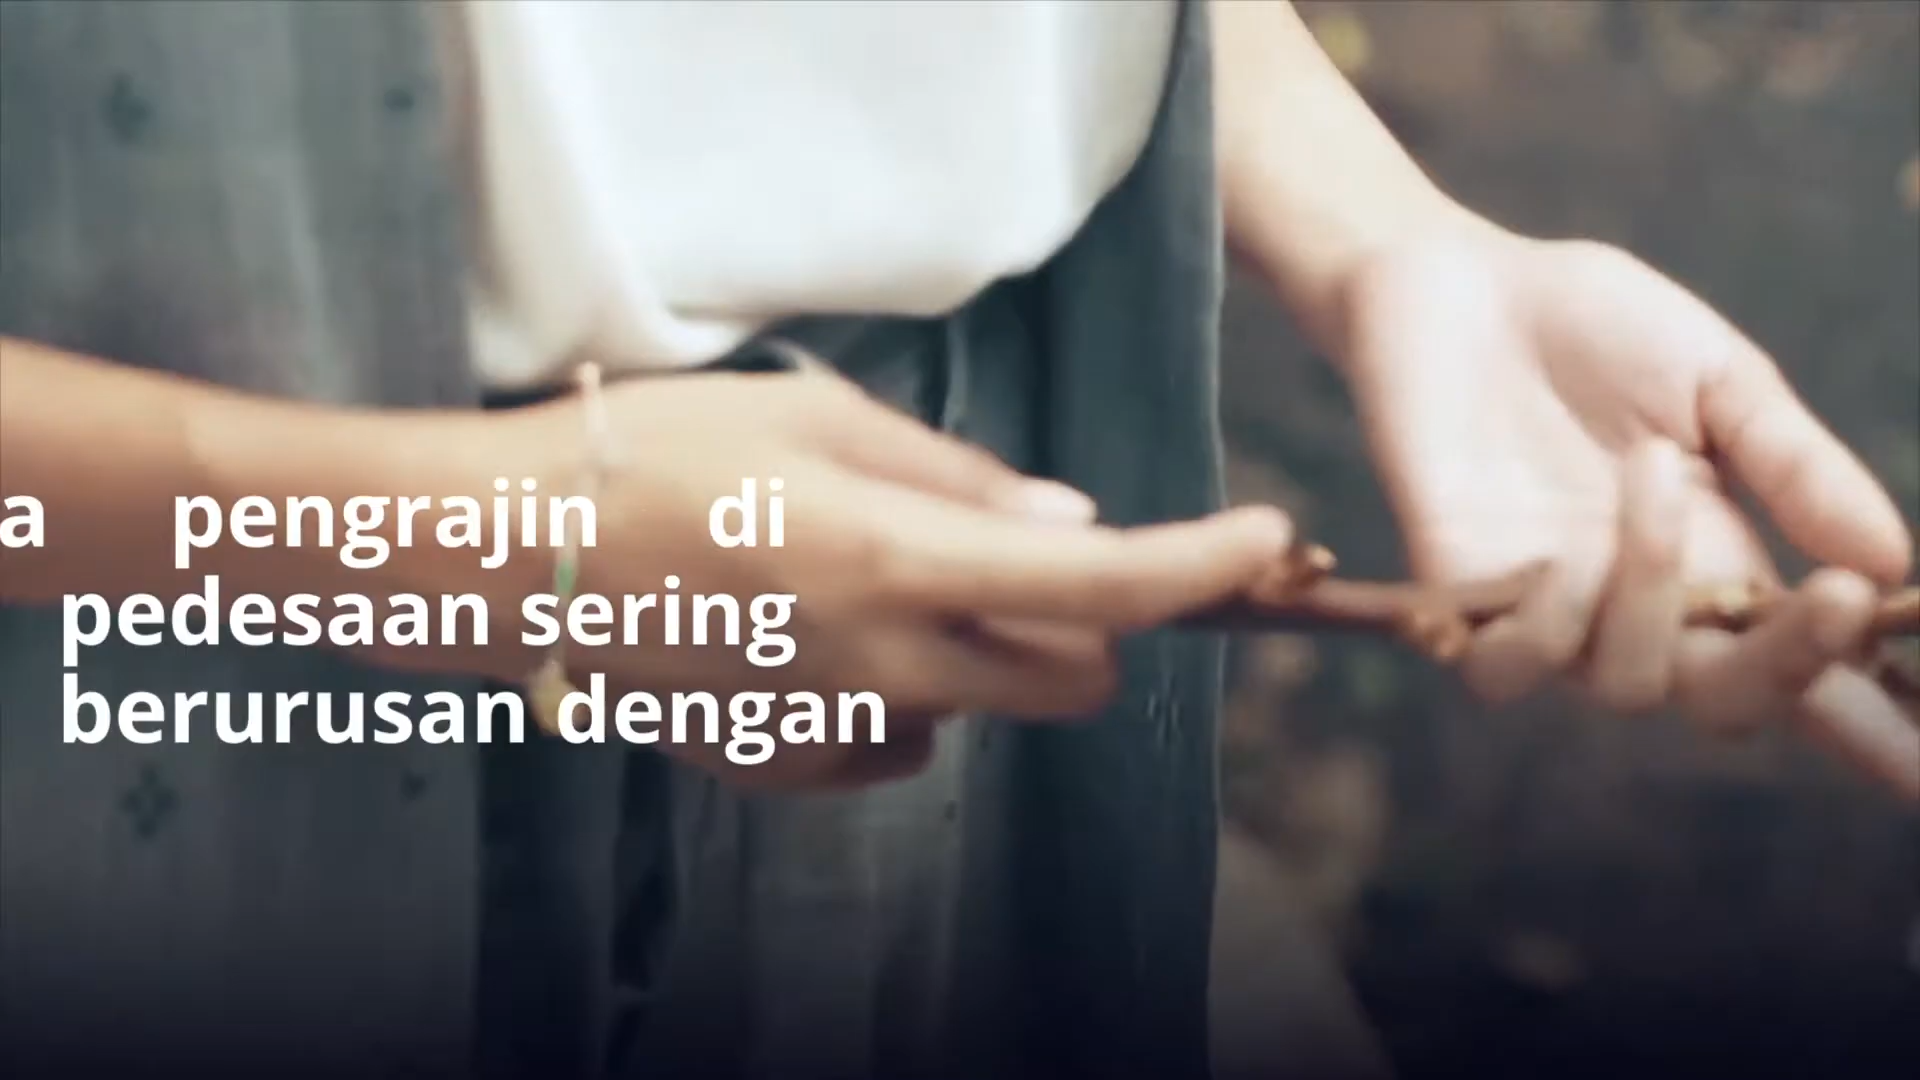 a pengrajin di
pedesaan sering
berurusan dengan